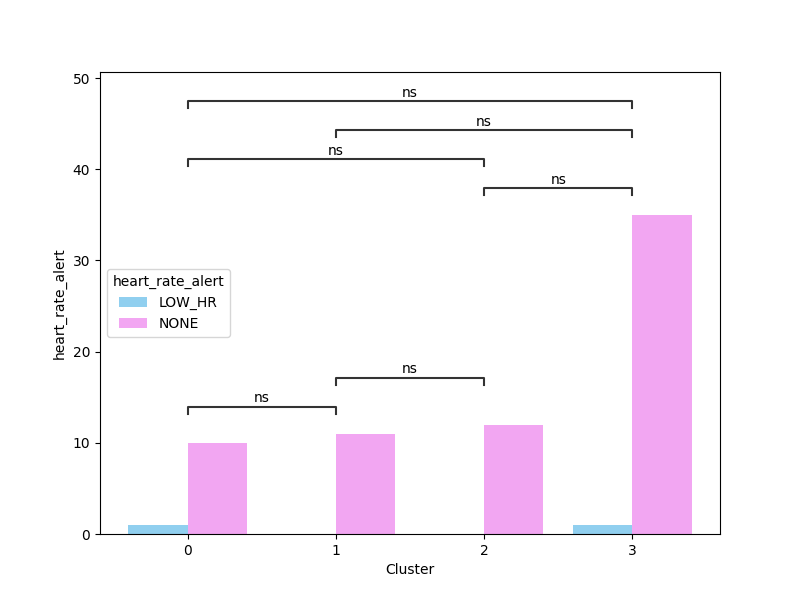 50
40
30
20
10
0
heart_rate_alert
ns
ns
ns
ns
ns
ns
heart_rate_alert
LOW_HR
NONE
0 1 2 3
Cluster